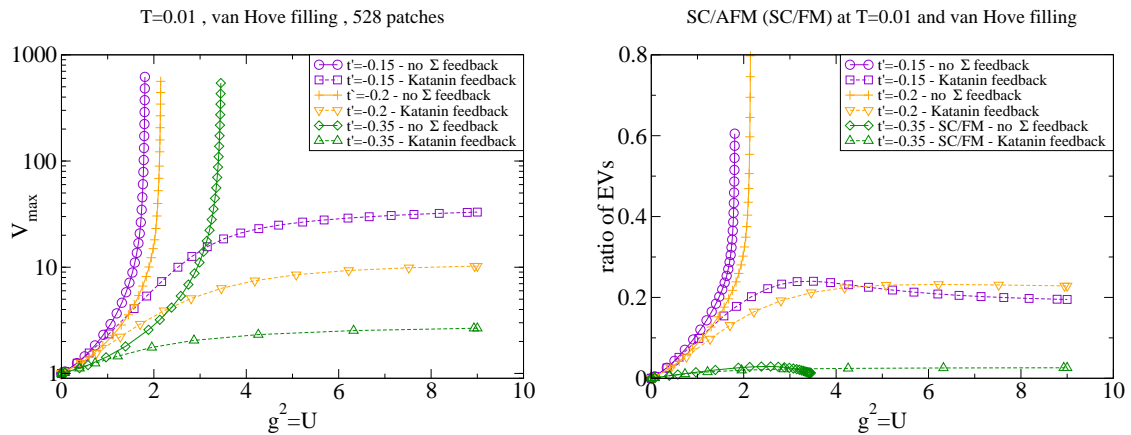 T=0.01 , van Hove filling , 528 patches
1000
100
10
1
V_max
0 2 4 6 8 10
g^2=U
t'=-0.15 - no Σ feedback
t'=-0.15 - Katanin feedback
t`=-0.2 - no Σ feedback
t'=-0.2 - Katanin feedback
t'=-0.35 - no Σ feedback
t'=-0.35 - Katanin feedback
SC/AFM (SC/FM) at T=0.01 and van Hove filling
0.8
0.6
0.4
0.2
0
ratio of EVs
0 2 4 6 8 10
g^2=U
t'=-0.15 - no Σ feedback
t'=-0.15 - Katanin feedback
t'=-0.2 - no Σ feedback
t'=-0.2 - Katanin feedback
t'=-0.35 - SC/FM - no Σ feedback
t'=-0.35 - SC/FM - Katanin feedback